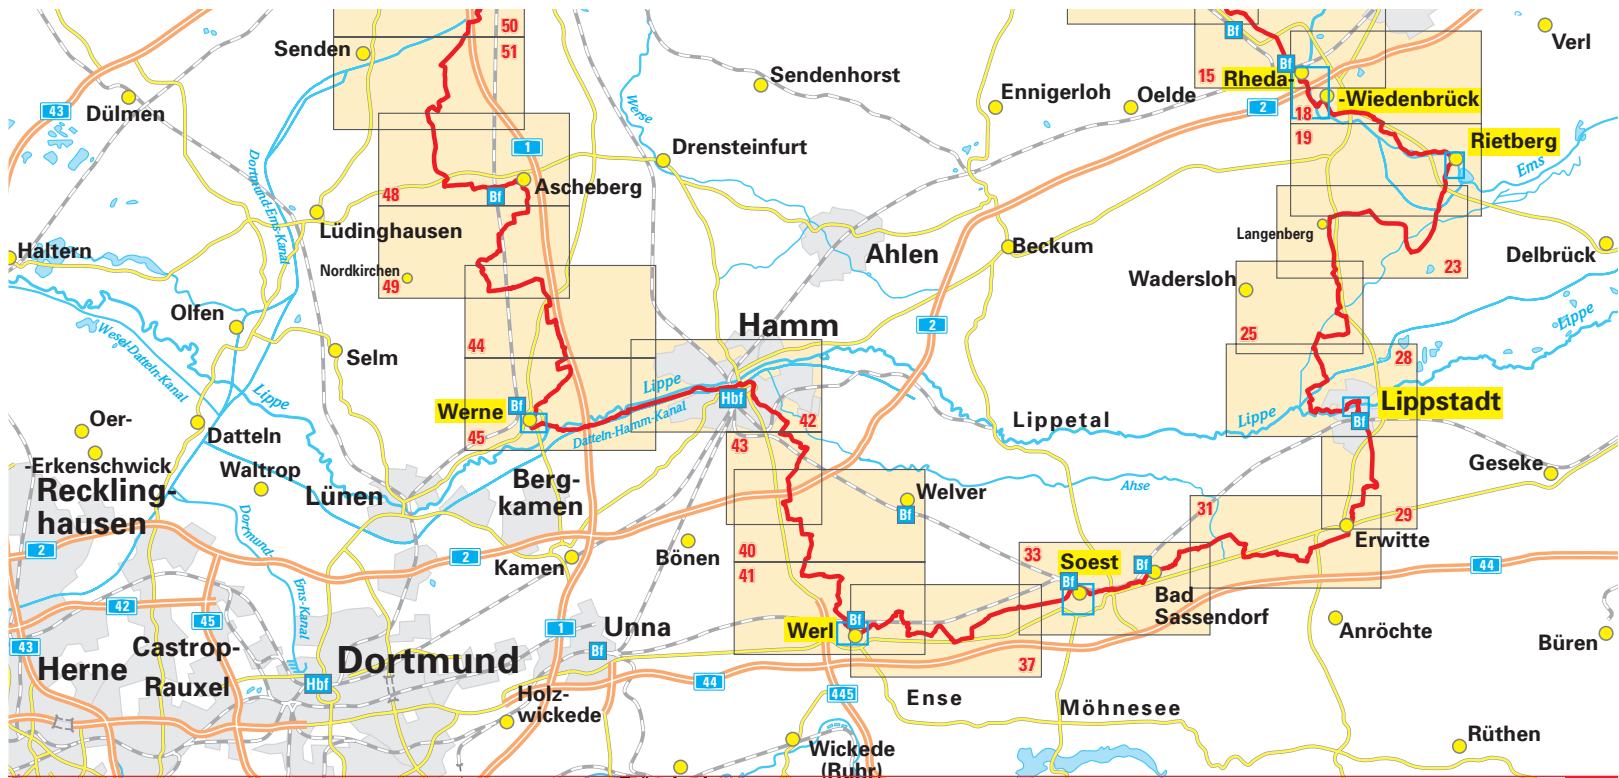 50
51
Senden
43
Dülmen
Dortmund-Ems-Kanal
1
48
Ascheberg
Bf
Lüdinghausen
Nordkirchen
49
Haltern
Olfen
Wesel-Datteln-Kanal
Selm
Lippe
44
Werne
Bf
45
Oer-
-Erkenschwick
Datteln
Waltrop
Reckling-
hausen
Lünen
Berg-
kamen
2
Dortmund-
Ems-Kanal
2
Kamen
42
45
43
Herne
Castrop-
Rauxel
Dortmund
Hbf
1
Unna
Bf
Holz-
wickede
44
Werse
Sendenhorst
Drensteinfurt
Ennigerloh
Oelde
2
Ahlen
Beckum
Hamm
2
Lippe
Datteln-Hamm-Kanal
Hbf
42
43
Lippetal
Ahse
Welver
Bf
Bönen
40
41
Werl
Bf
445
37
Ense
Wickede
(Ruhr)
Möhnesee
33
Soest
Bf
Bf
Bad
Sassendorf
31
29
Erwitte
44
Anröchte
Büren
Rüthen
Geseke
Bf
15
Bf
Rheda-
-Wiedenbrück
18
19
Verl
Rietberg
Ems
Langenberg
23
Delbrück
Wadersloh
25
28
Lippe
Lippe
Lippstadt
Bf